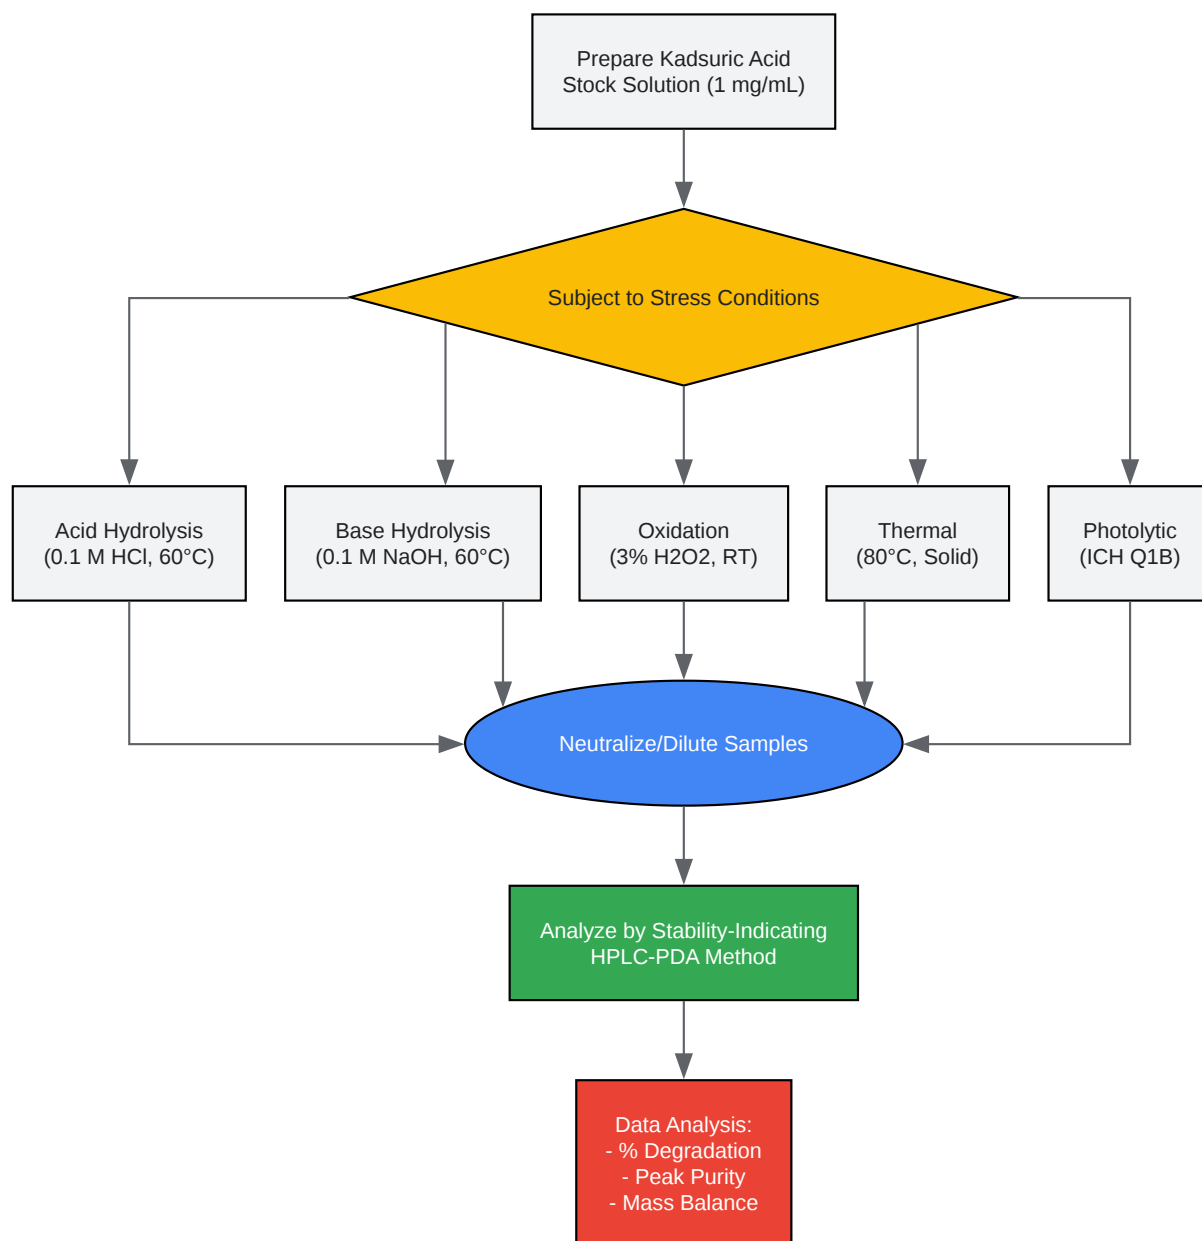 Prepare Kadsuric Acid
Stock Solution (1 mg/mL)
Subject to Stress Conditions
Acid Hydrolysis
(0.1 M HCl, 60°C)
Base Hydrolysis
(0.1 M NaOH, 60°C)
Oxidation
(3% H2O2, RT)
Thermal
(80°C, Solid)
Photolytic
(ICH Q1B)
Neutralize/Dilute Samples
Analyze by Stability-Indicating
HPLC-PDA Method
Data Analysis:
- % Degradation
- Peak Purity
- Mass Balance